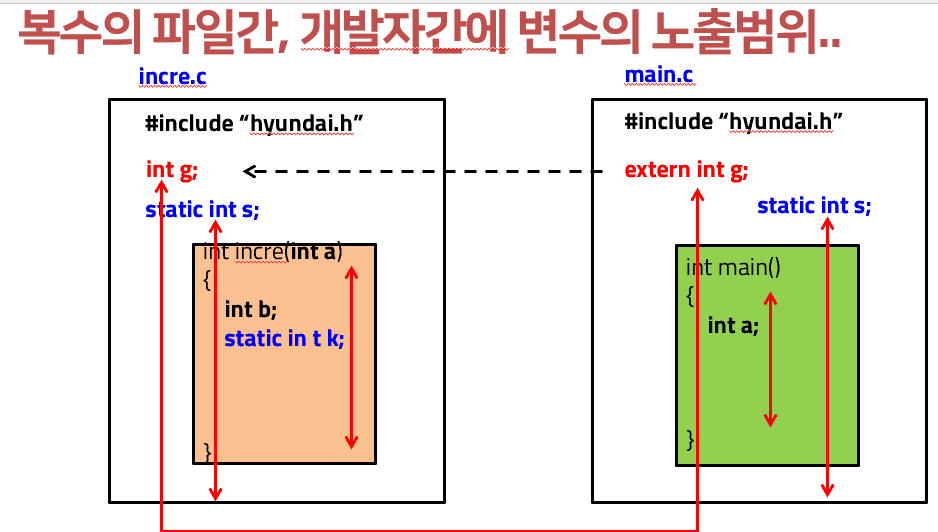 복수의 파일간, 개발자간에 변수의 노출범위..
incre.c
#include “hyundai.h”
int g;
static int s;
int incre(int a)
{
int b;
static in t k;
}
main.c
#include “hyundai.h”
extern int g;
static int s;
int main()
{
int a;
}